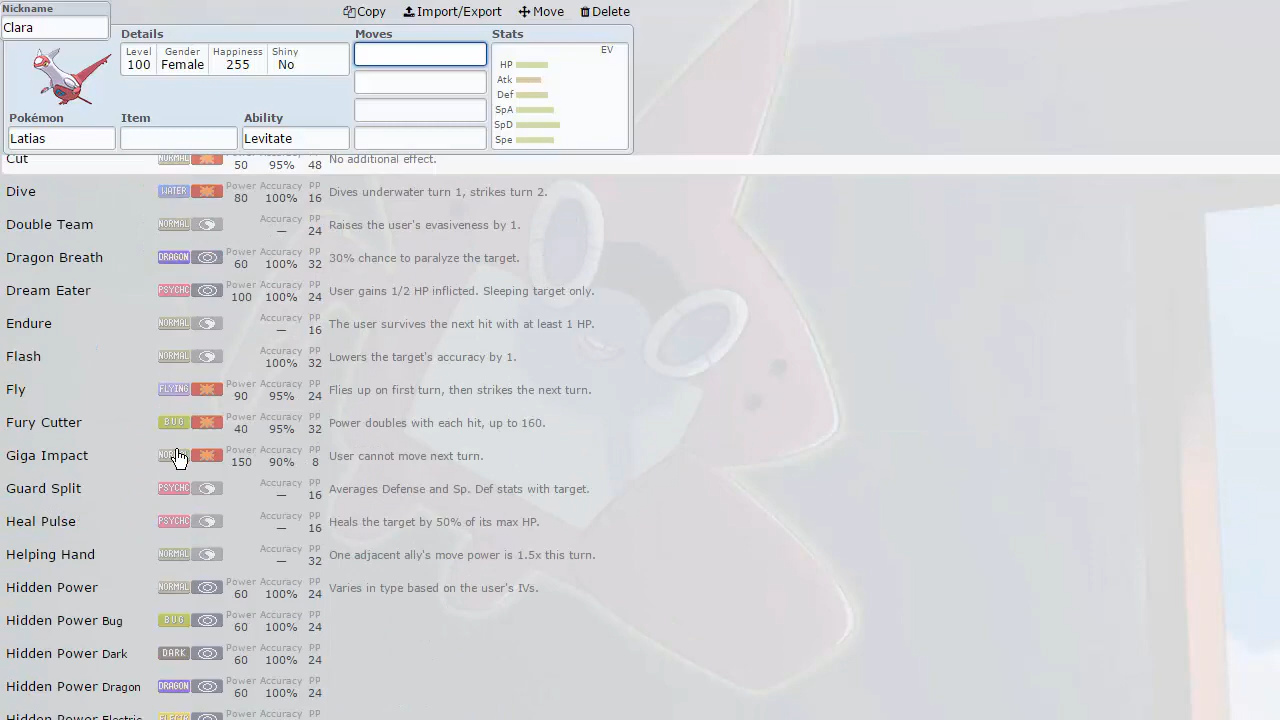 Nickname
Clara
Copy Import/Export Move Delete
Details
Level Gender Happiness Shiny
100 Female 255 No
Moves
Stats
EV
HP
Atk
Def
SpA
SpD
Spe
Pokémon Item Ability
Latias Levitate
Cut NORMAL Power 50 Accuracy 95% PP 48 No additional effect.
Dive WATER Power 80 Accuracy 100% PP 16 Dives underwater turn 1, strikes turn 2.
Double Team NORMAL Accuracy — PP 24 Raises the user's evasiveness by 1.
Dragon Breath DRAGON Power 60 Accuracy 100% PP 32 30% chance to paralyze the target.
Dream Eater PSYCHC Power 100 Accuracy 100% PP 24 User gains 1/2 HP inflicted. Sleeping target only.
Endure NORMAL Accuracy — PP 16 The user survives the next hit with at least 1 HP.
Flash NORMAL Accuracy 100% PP 32 Lowers the target's accuracy by 1.
Fly FLYING Power 90 Accuracy 95% PP 24 Flies up on first turn, then strikes the next turn.
Fury Cutter BUG Power 40 Accuracy 95% PP 32 Power doubles with each hit, up to 160.
Giga Impact NORMAL Power 150 Accuracy 90% PP 8 User cannot move next turn.
Guard Split PSYCHC Accuracy — PP 16 Averages Defense and Sp. Def stats with target.
Heal Pulse PSYCHC Accuracy — PP 16 Heals the target by 50% of its max HP.
Helping Hand NORMAL Accuracy — PP 32 One adjacent ally's move power is 1.5x this turn.
Hidden Power NORMAL Power 60 Accuracy 100% PP 24 Varies in type based on the user's IVs.
Hidden Power Bug BUG Power 60 Accuracy 100% PP 24
Hidden Power Dark DARK Power 60 Accuracy 100% PP 24
Hidden Power Dragon DRAGON Power 60 Accuracy 100% PP 24
Hidden Power Electric ELECTR Power Accuracy PP